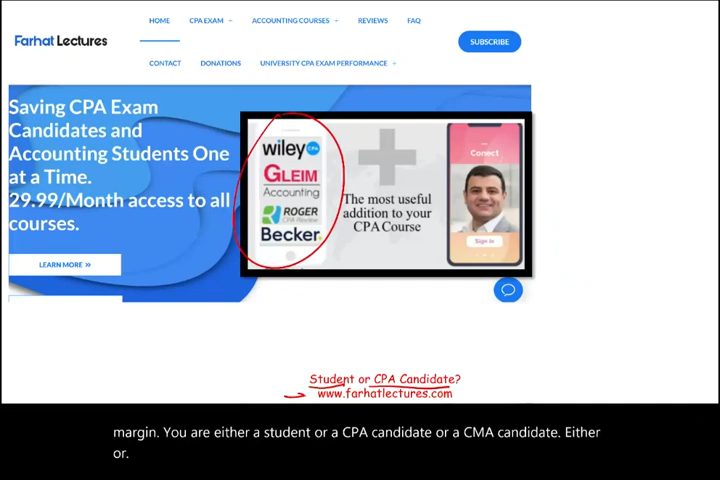 HOME CPA EXAM ACCOUNTING COURSES REVIEWS FAQ
Farhat Lectures
SUBSCRIBE
CONTACT DONATIONS UNIVERSITY CPA EXAM PERFORMANCE
Saving CPA Exam
Candidates and
Accounting Students One
at a Time.
29.99/Month access to all
courses.
LEARN MORE
wiley CPA
GLEIM
Accounting
ROGER
CPA Review
Becker.
The most useful
addition to your
CPA Course
Conect
Sign in
Student or CPA Candidate?
www.farhatlectures.com
margin. You are either a student or a CPA candidate or a CMA candidate. Either
or.